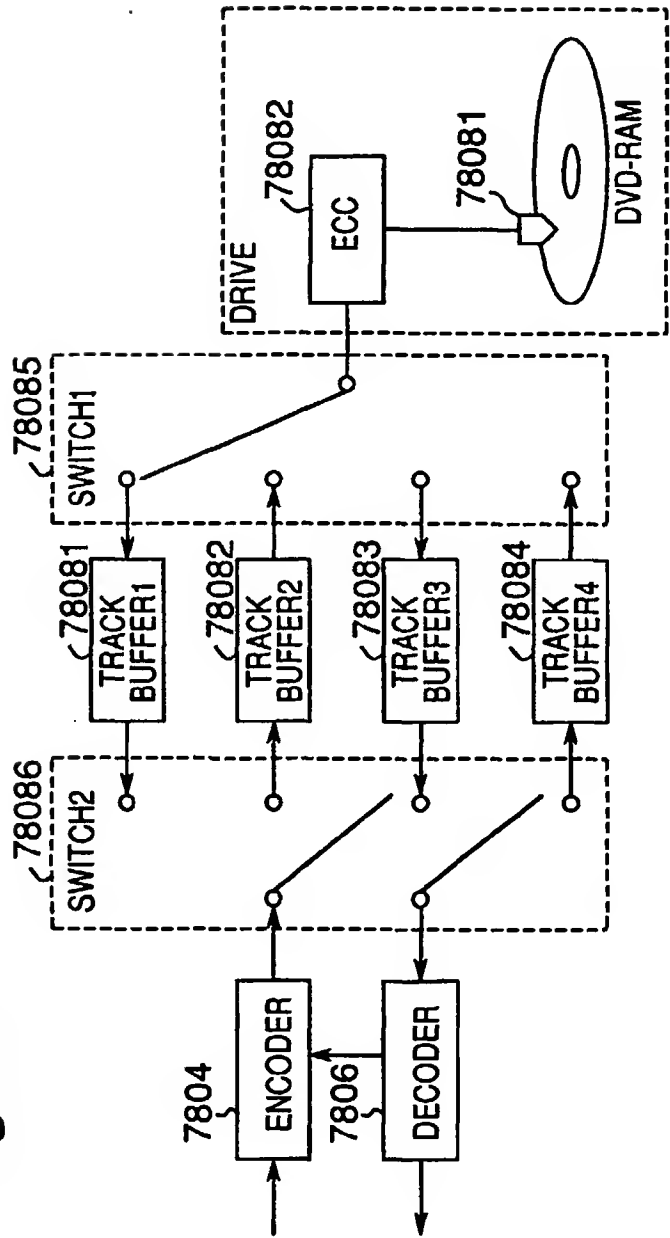 78086
SWITCH2
7804
ENCODER
7806
DECODER
78081
TRACK
BUFFER1
78082
TRACK
BUFFER2
78083
TRACK
BUFFER3
78084
TRACK
BUFFER4
78085
SWITCH1
DRIVE
78082
ECC
78081
DVD-RAM